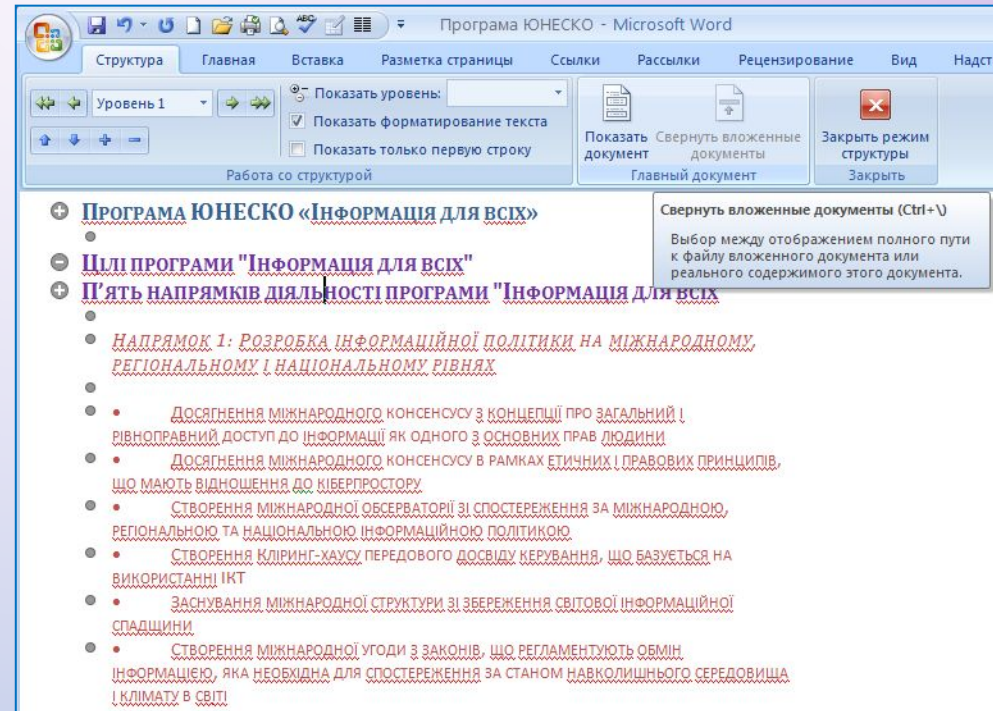 Програма ЮНЕСКО - Microsoft Word
Структура Главная Вставка Разметка страницы Ссылки Рассылки Рецензирование Вид Надст
Уровень 1 Показать уровень:
Показать форматирование текста
Показать только первую строку
Работа со структурой
Показать документ
Свернуть вложенные документы
Главный документ
Закрыть режим структуры
Закрыть
Свернуть вложенные документы (Ctrl+\)
Выбор между отображением полного пути
к файлу вложенного документа или
реального содержимого этого документа.
ПРОГРАМА ЮНЕСКО «ІНФОРМАЦІЯ ДЛЯ ВСІХ»
ЦІЛІ ПРОГРАМИ "ІНФОРМАЦІЯ ДЛЯ ВСІХ"
П'ЯТЬ НАПРЯМКІВ ДІЯЛЬНОСТІ ПРОГРАМИ "ІНФОРМАЦІЯ ДЛЯ ВСІХ
НАПРЯМОК 1: РОЗРОБКА ІНФОРМАЦІЙНОЇ ПОЛІТИКИ НА МІЖНАРОДНОМУ,
РЕГІОНАЛЬНОМУ І НАЦІОНАЛЬНОМУ РІВНЯХ
• ДОСЯГНЕННЯ МІЖНАРОДНОГО КОНСЕНСУСУ З КОНЦЕПЦІЇ ПРО ЗАГАЛЬНИЙ І
РІВНОПРАВНИЙ ДОСТУП ДО ІНФОРМАЦІЇ ЯК ОДНОГО З ОСНОВНИХ ПРАВ ЛЮДИНИ
• ДОСЯГНЕННЯ МІЖНАРОДНОГО КОНСЕНСУСУ В РАМКАХ ЕТИЧНИХ І ПРАВОВИХ ПРИНЦИПІВ,
ЩО МАЮТЬ ВІДНОШЕННЯ ДО КІБЕРПРОСТОРУ
• СТВОРЕННЯ МІЖНАРОДНОЇ ОБСЕРВАТОРІЇ ЗІ СПОСТЕРЕЖЕННЯ ЗА МІЖНАРОДНОЮ,
РЕГІОНАЛЬНОЮ ТА НАЦІОНАЛЬНОЮ ІНФОРМАЦІЙНОЮ ПОЛІТИКОЮ
• СТВОРЕННЯ КЛІРИНГ-ХАУСУ ПЕРЕДОВОГО ДОСВІДУ КЕРУВАННЯ, ЩО БАЗУЄТЬСЯ НА
ВИКОРИСТАННІ ІКТ
• ЗАСНУВАННЯ МІЖНАРОДНОЇ СТРУКТУРИ ЗІ ЗБЕРЕЖЕННЯ СВІТОВОЇ ІНФОРМАЦІЙНОЇ
СПАДЩИНИ
• СТВОРЕННЯ МІЖНАРОДНОЇ УГОДИ З ЗАКОНІВ, ЩО РЕГЛАМЕНТУЮТЬ ОБМІН
ІНФОРМАЦІЄЮ, ЯКА НЕОБХІДНА ДЛЯ СПОСТЕРЕЖЕННЯ ЗА СТАНОМ НАВКОЛИШНЬОГО СЕРЕДОВИЩА
І КЛІМАТУ В СВІТІ